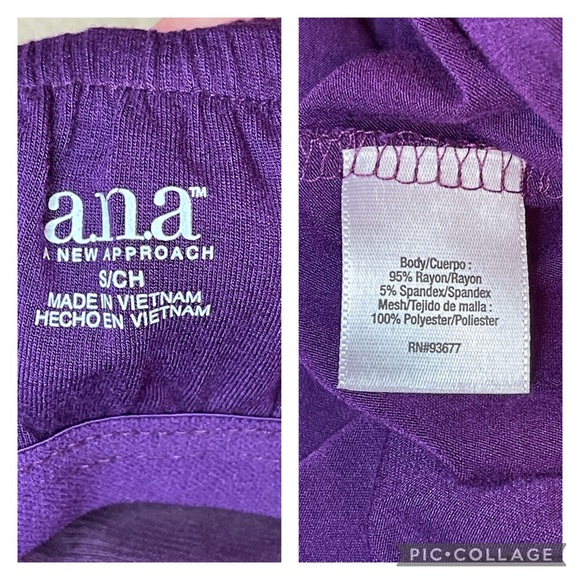 a.n.a™
A NEW APPROACH
S/CH
MADE IN VIETNAM
HECHO EN VIETNAM
Body/Cuerpo :
95% Rayon/Rayon
5% Spandex/Spandex
Mesh/Tejido de malla :
100% Polyester/Poliester
RN#93677
PIC•COLLAGE